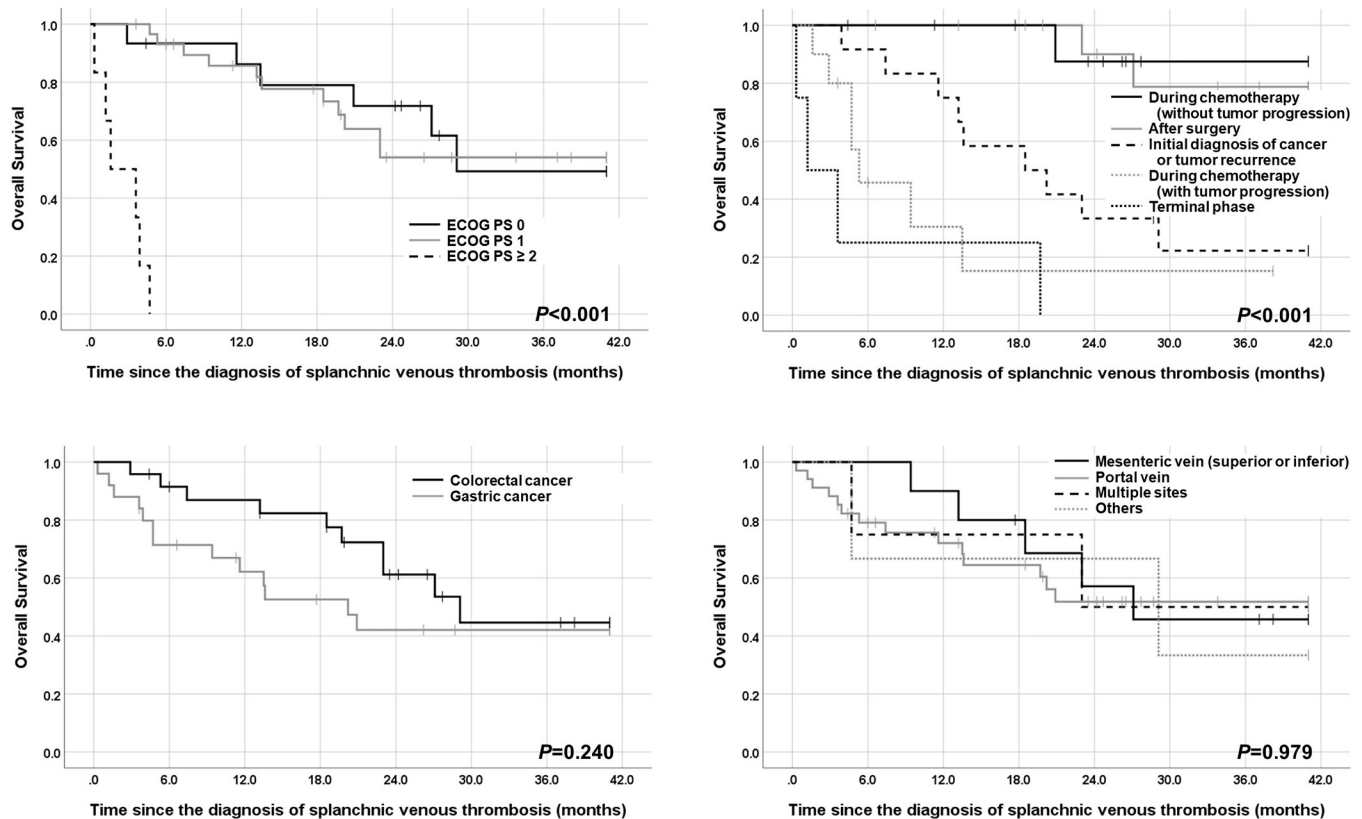 1.0
0.8
0.6
0.4
0.2
0.0
Overall Survival
ECOG PS 0
ECOG PS 1
ECOG PS ≥ 2
P<0.001
.0 6.0 12.0 18.0 24.0 30.0 36.0 42.0
Time since the diagnosis of splanchnic venous thrombosis (months)
1.0
0.8
0.6
0.4
0.2
0.0
Overall Survival
During chemotherapy
(without tumor progression)
After surgery
Initial diagnosis of cancer
or tumor recurrence
During chemotherapy
(with tumor progression)
Terminal phase
P<0.001
.0 6.0 12.0 18.0 24.0 30.0 36.0 42.0
Time since the diagnosis of splanchnic venous thrombosis (months)
1.0
0.8
0.6
0.4
0.2
0.0
Overall Survival
Colorectal cancer
Gastric cancer
P=0.240
.0 6.0 12.0 18.0 24.0 30.0 36.0 42.0
Time since the diagnosis of splanchnic venous thrombosis (months)
1.0
0.8
0.6
0.4
0.2
0.0
Overall Survival
Mesenteric vein (superior or inferior)
Portal vein
Multiple sites
Others
P=0.979
.0 6.0 12.0 18.0 24.0 30.0 36.0 42.0
Time since the diagnosis of splanchnic venous thrombosis (months)